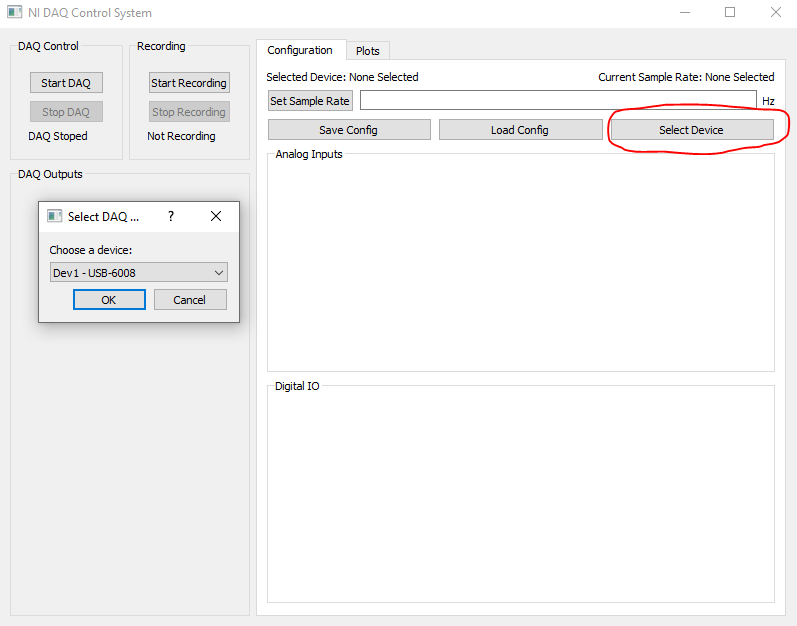 NI DAQ Control System
DAQ Control
Start DAQ
Stop DAQ
DAQ Stoped
Recording
Start Recording
Stop Recording
Not Recording
DAQ Outputs
Select DAQ ... ?
Choose a device:
Dev1 - USB-6008
OK Cancel
Configuration Plots
Selected Device: None Selected Current Sample Rate: None Selected
Set Sample Rate Hz
Save Config Load Config Select Device
Analog Inputs
Digital IO